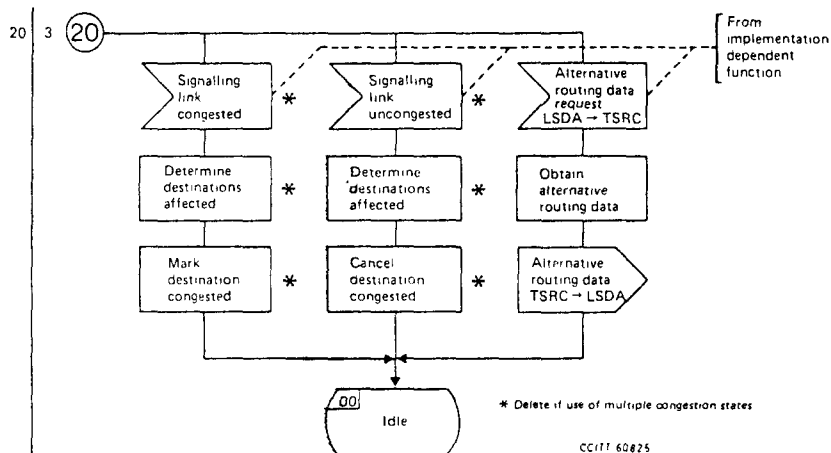 20 3 20
From
implementation
dependent
function
Signalling
link
congested
*
Signalling
link
uncongested
*
Alternative
routing data
request
LSDA → TSRC
Determine
destinations
affected
*
Determine
destinations
affected
*
Obtain
alternative
routing data
Mark
destination
congested
*
Cancel
destination
congested
*
Alternative
routing data
TSRC → LSDA
00
Idle
* Delete if use of multiple congestion states
CCITT 60825